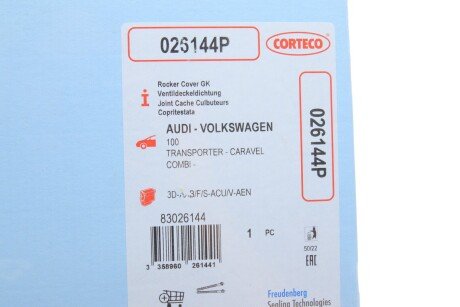 026144P
CORTECO
Rocker Cover GK
Ventildeckeldichtung
Joint Cache Culbuteurs
Copritestata
026144P
AUDI - VOLKSWAGEN
100
TRANSPORTER - CARAVEL
COMBI -
83026144
1 PC
50/22
EAC
3 358960 261441
Freudenberg
Sealing Technologies